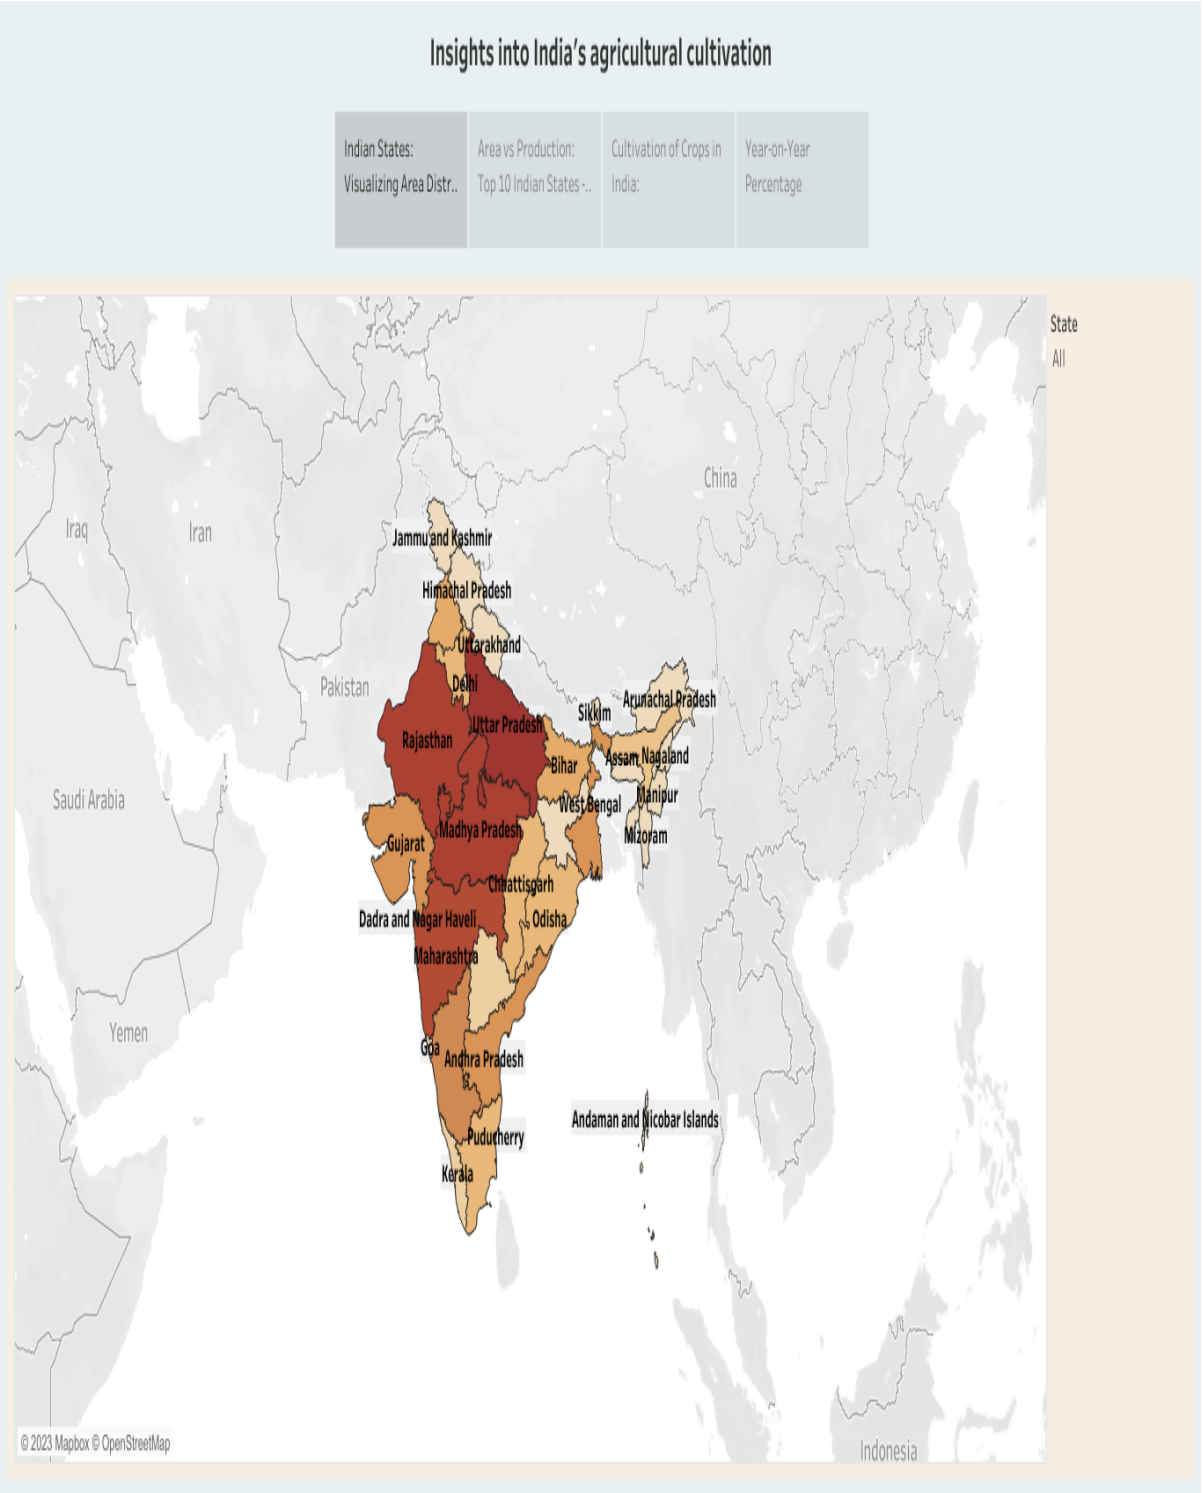 Insights into India's agricultural cultivation
Indian States:
Visualizing Area Distr..
Area vs Production:
Top 10 Indian States -..
Cultivation of Crops in
India:
Year-on-Year
Percentage
State
All
China
Iraq
Iran
Jammu and Kashmir
Himachal Pradesh
Uttarakhand
Pakistan
Delhi
Arunachal Pradesh
Sikkim
Uttar Pradesh
Rajasthan
Assam
Nagaland
Bihar
Saudi Arabia
Manipur
West Bengal
Madhya Pradesh
Mizoram
Gujarat
Chhattisgarh
Dadra and Nagar Haveli
Odisha
Maharashtra
Yemen
Goa
Andhra Pradesh
Andaman and Nicobar Islands
Puducherry
Kerala
© 2023 Mapbox © OpenStreetMap
Indonesia